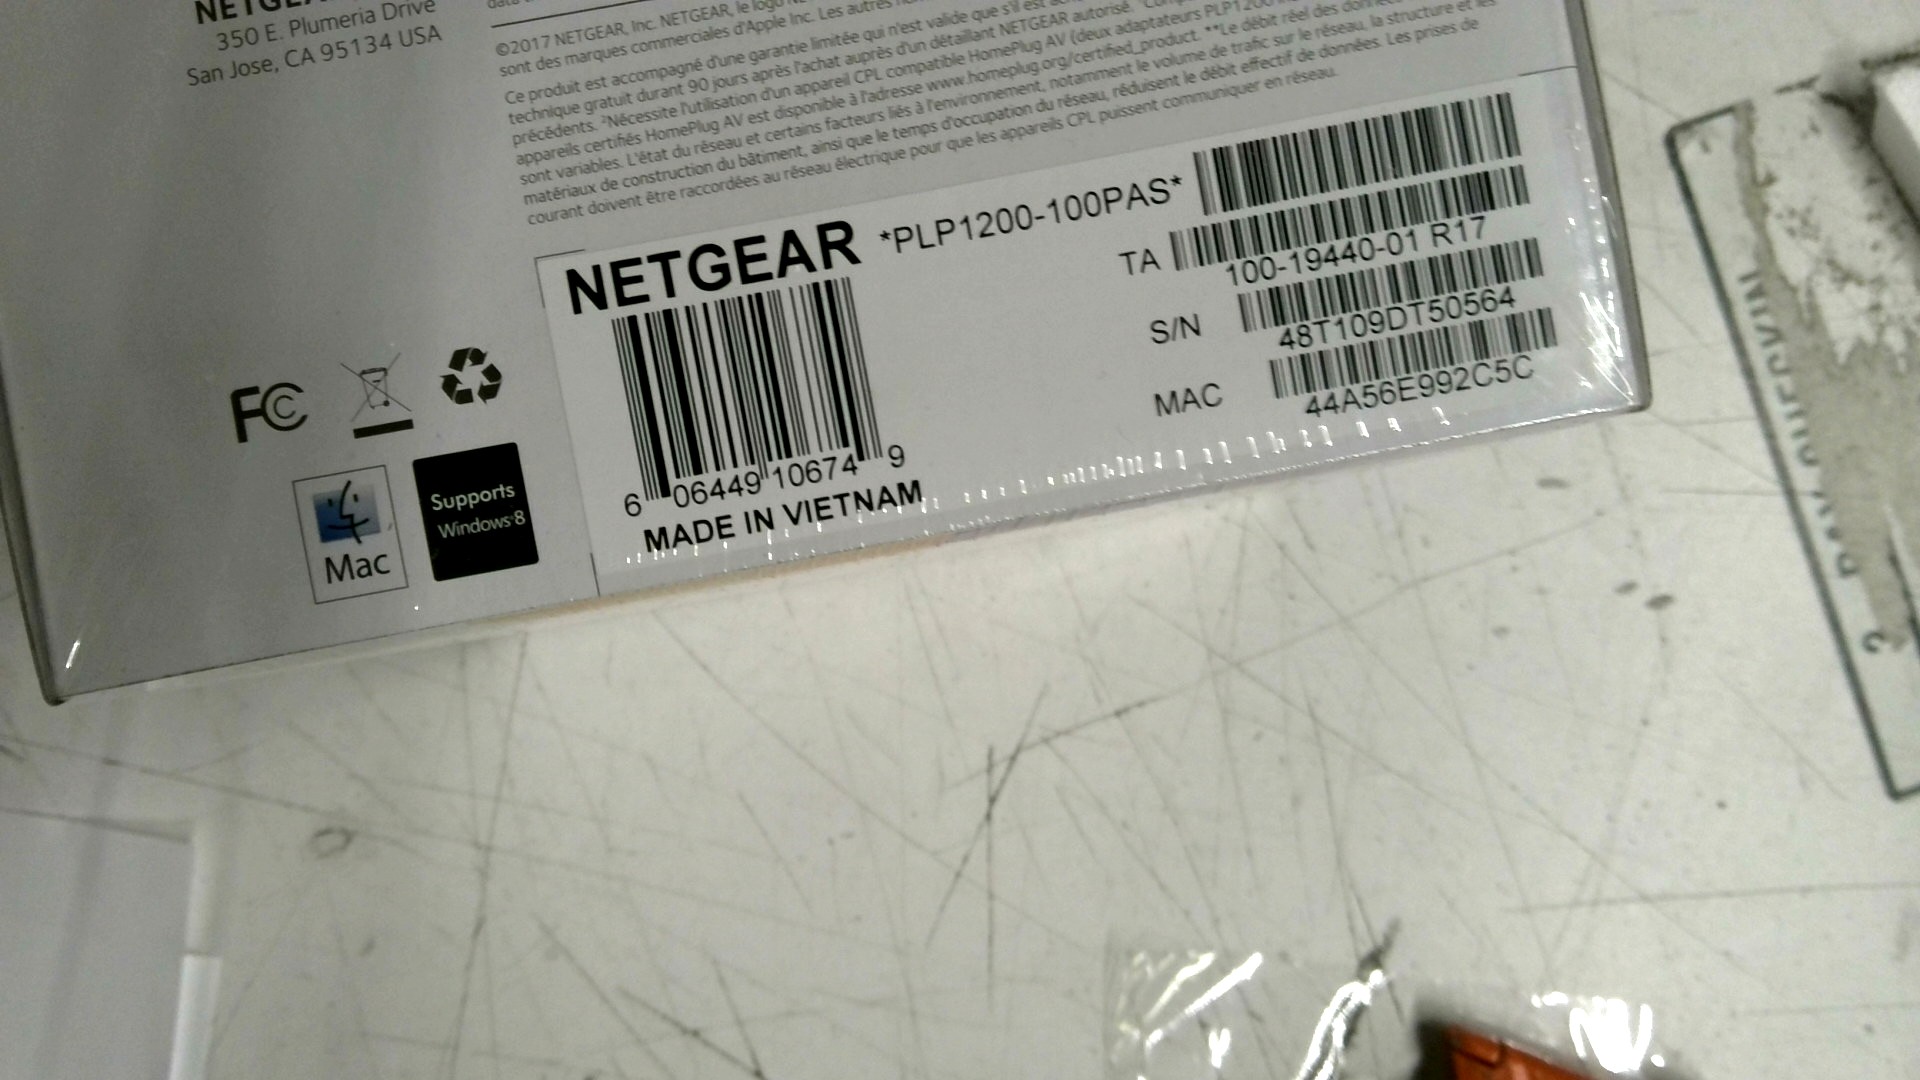 NETGEAR
350 E. Plumeria Drive
San Jose, CA 95134 USA
©2017 NETGEAR, Inc. NETGEAR, le logo
sont des marques commerciales d'Apple Inc. Les autres
Ce produit est accompagné d'une garantie limitée qui n'est valide que s'il est
technique gratuit durant 90 jours après l'achat auprès d'un détaillant NETGEAR autorisé.
précédents. ²Nécessite l'utilisation d'un appareil CPL compatible HomePlug AV (deux adaptateurs PLP1200
appareils certifiés HomePlug AV est disponible à l'adresse www.homeplug.org/certified_product. **Le débit réel des données
sont variables. L'état du réseau et certains facteurs liés à l'environnement, notamment le volume de trafic sur le réseau, la structure et les
matériaux de construction du bâtiment, ainsi que le temps d'occupation du réseau, réduisent le débit effectif de données. Les prises de
courant doivent être raccordées au réseau électrique pour que les appareils CPL puissent communiquer en réseau.
NETGEAR *PLP1200-100PAS*
TA
100-19440-01 R17
S/N
48T109DT50564
MAC
44A56E992C5C
6 06449 10674 9
MADE IN VIETNAM
FC
Mac
Supports
Windows 8